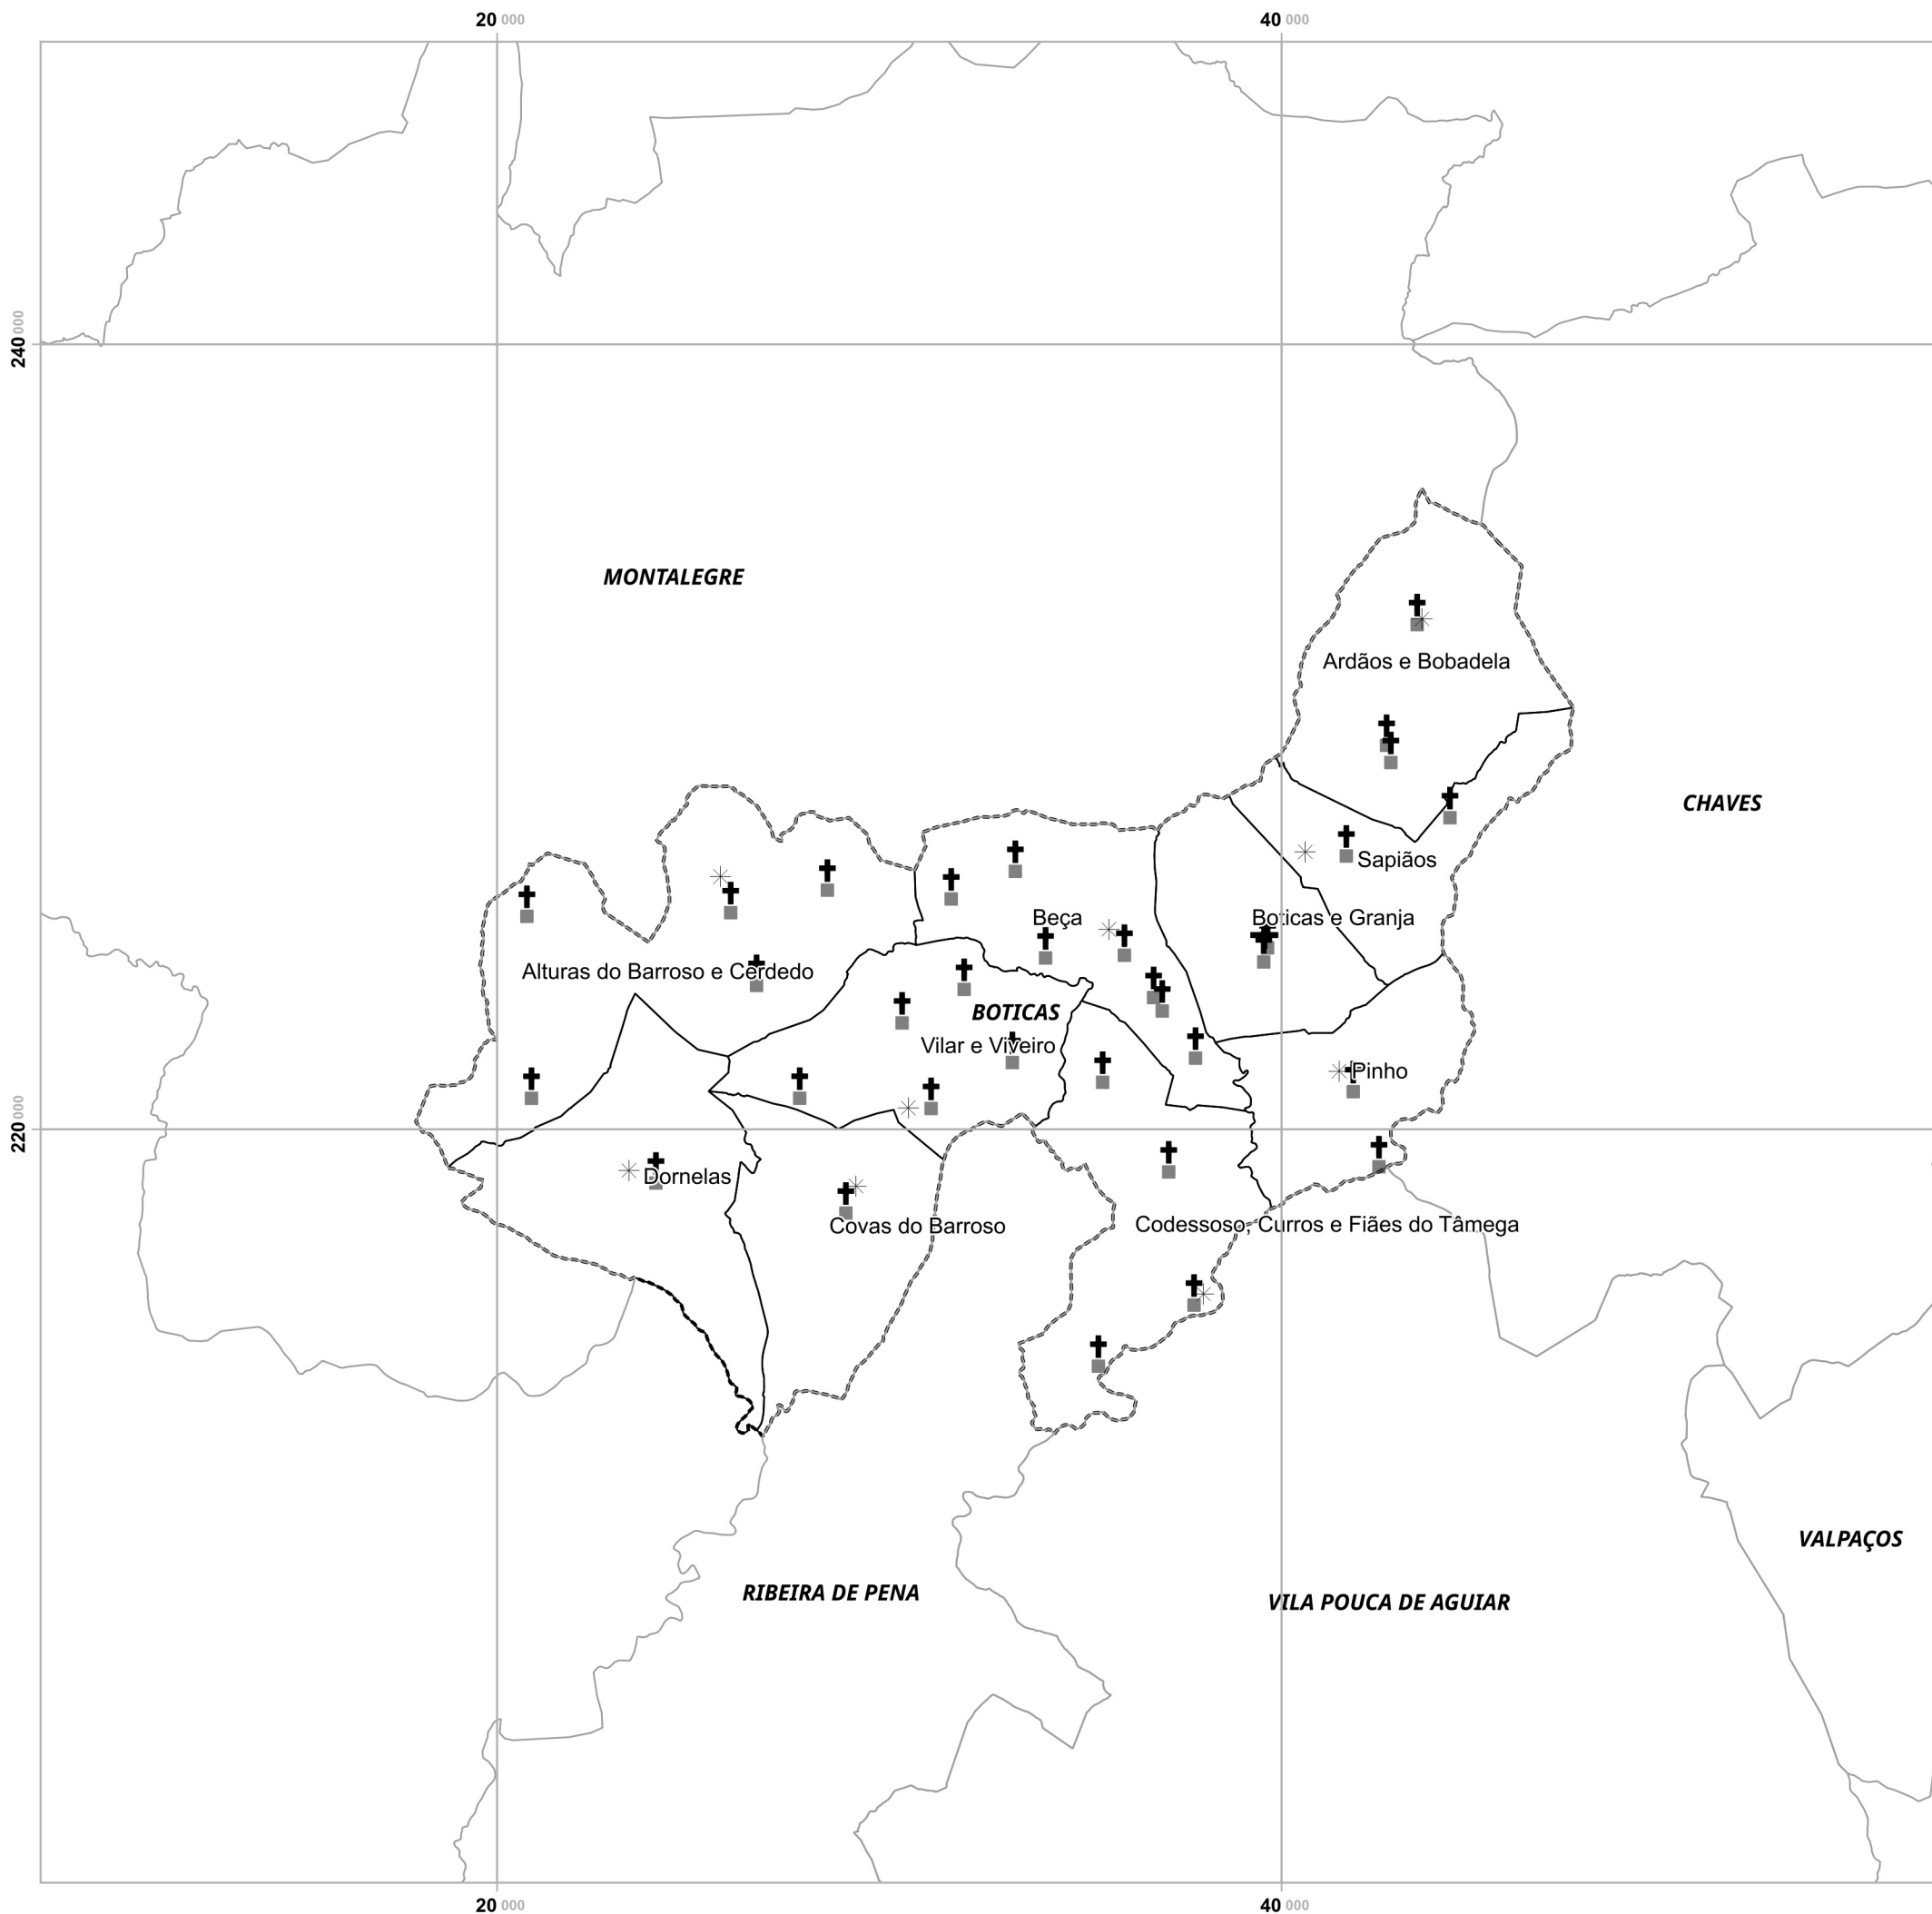 20 000
40 000
240 000
MONTALEGRE
Ardãos e Bobadela
CHAVES
Sapiãos
Beça
Boticas e Granja
Alturas do Barroso e Cerdedo
BOTICAS
Vilar e Viveiro
Pinho
220 000
Dornelas
Covas do Barroso
Codessoso, Curros e Fiães do Tâmega
VALPAÇOS
RIBEIRA DE PENA
VILA POUCA DE AGUIAR
20 000
40 000